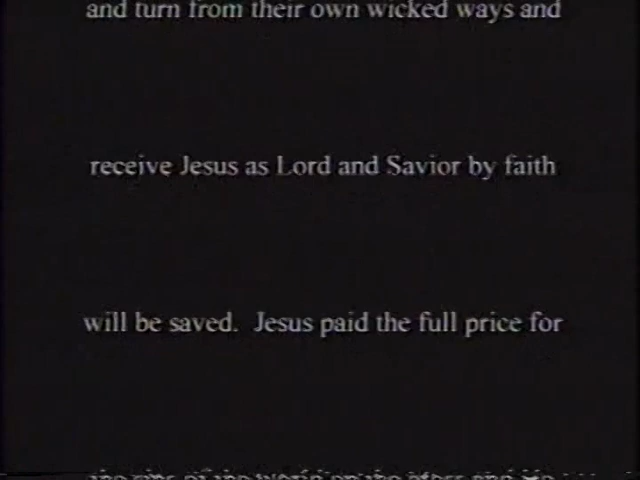 and turn from their own wicked ways and
receive Jesus as Lord and Savior by faith
will be saved. Jesus paid the full price for